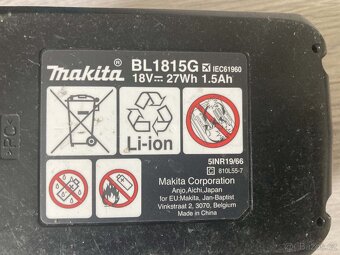 makita
BL1815G IEC61960
18V 27Wh 1.5Ah
Li-ion
5INR19/66
810L55-7
Makita Corporation
Anjo,Aichi,Japan
for EU:Makita, Jan-Baptist
Vinkstraat 2, 3070, Belgium
Made in China